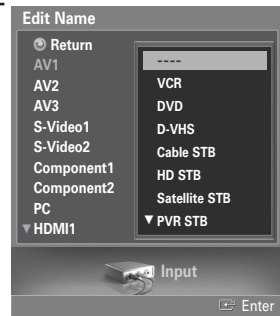 Edit Name
Return
AV1
AV2
AV3
S-Video1
S-Video2
Component1
Component2
PC
▼HDMI1
----
VCR
DVD
D-VHS
Cable STB
HD STB
Satellite STB
▼ PVR STB
Input
Enter